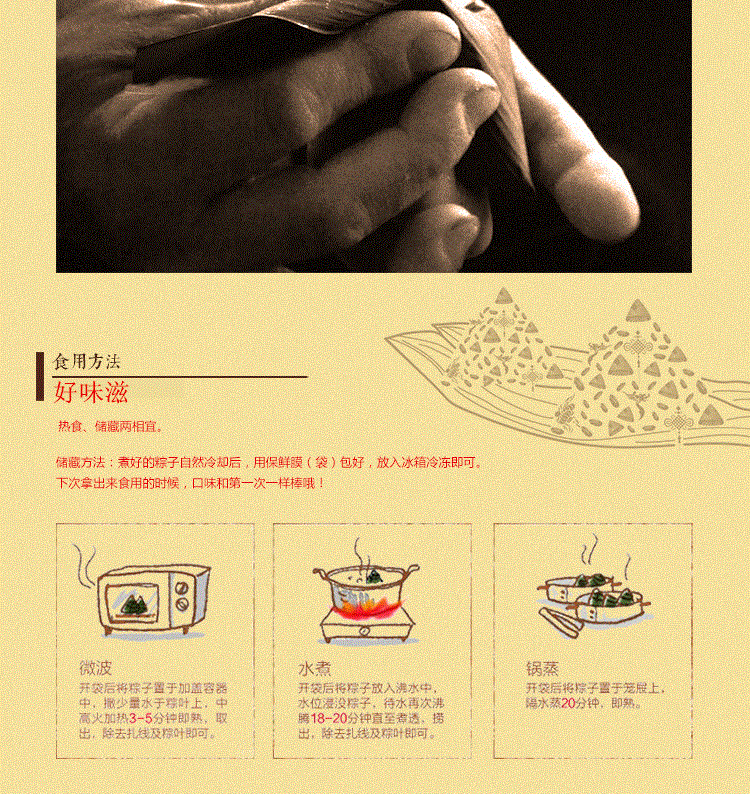 食用方法
好味滋
热食、储藏两相宜。
储藏方法：煮好的粽子自然冷却后，用保鲜膜（袋）包好，放入冰箱冷冻即可。
下次拿出来食用的时候，口味和第一次一样棒哦！
微波
开袋后将粽子置于加盖容器
中，撒少量水于粽叶上，中
高火加热3-5分钟即熟，取
出，除去扎线及粽叶即可。
水煮
开袋后将粽子放入沸水中，
水位浸没粽子，待水再次沸
腾18-20分钟直至煮透，捞
出，除去扎线及粽叶即可。
锅蒸
开袋后将粽子置于笼屉上，
隔水蒸20分钟，即熟。